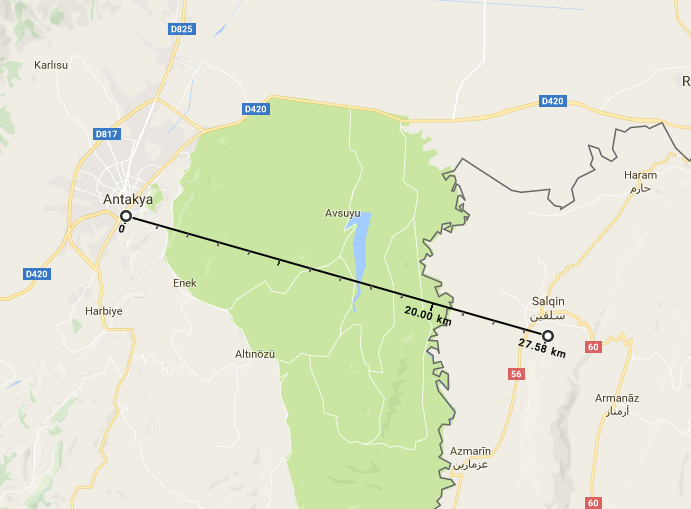 D825
Karlısu
D420
D420
D817
R
Haram
حارم
Antakya
Avsuyu
0
D420
Enek
Harbiye
20.00 km
Salqin
سلقين
27.58 km
60
Altınözü
56
Armanāz
أرمناز
Azmarīn
عزمارين
60